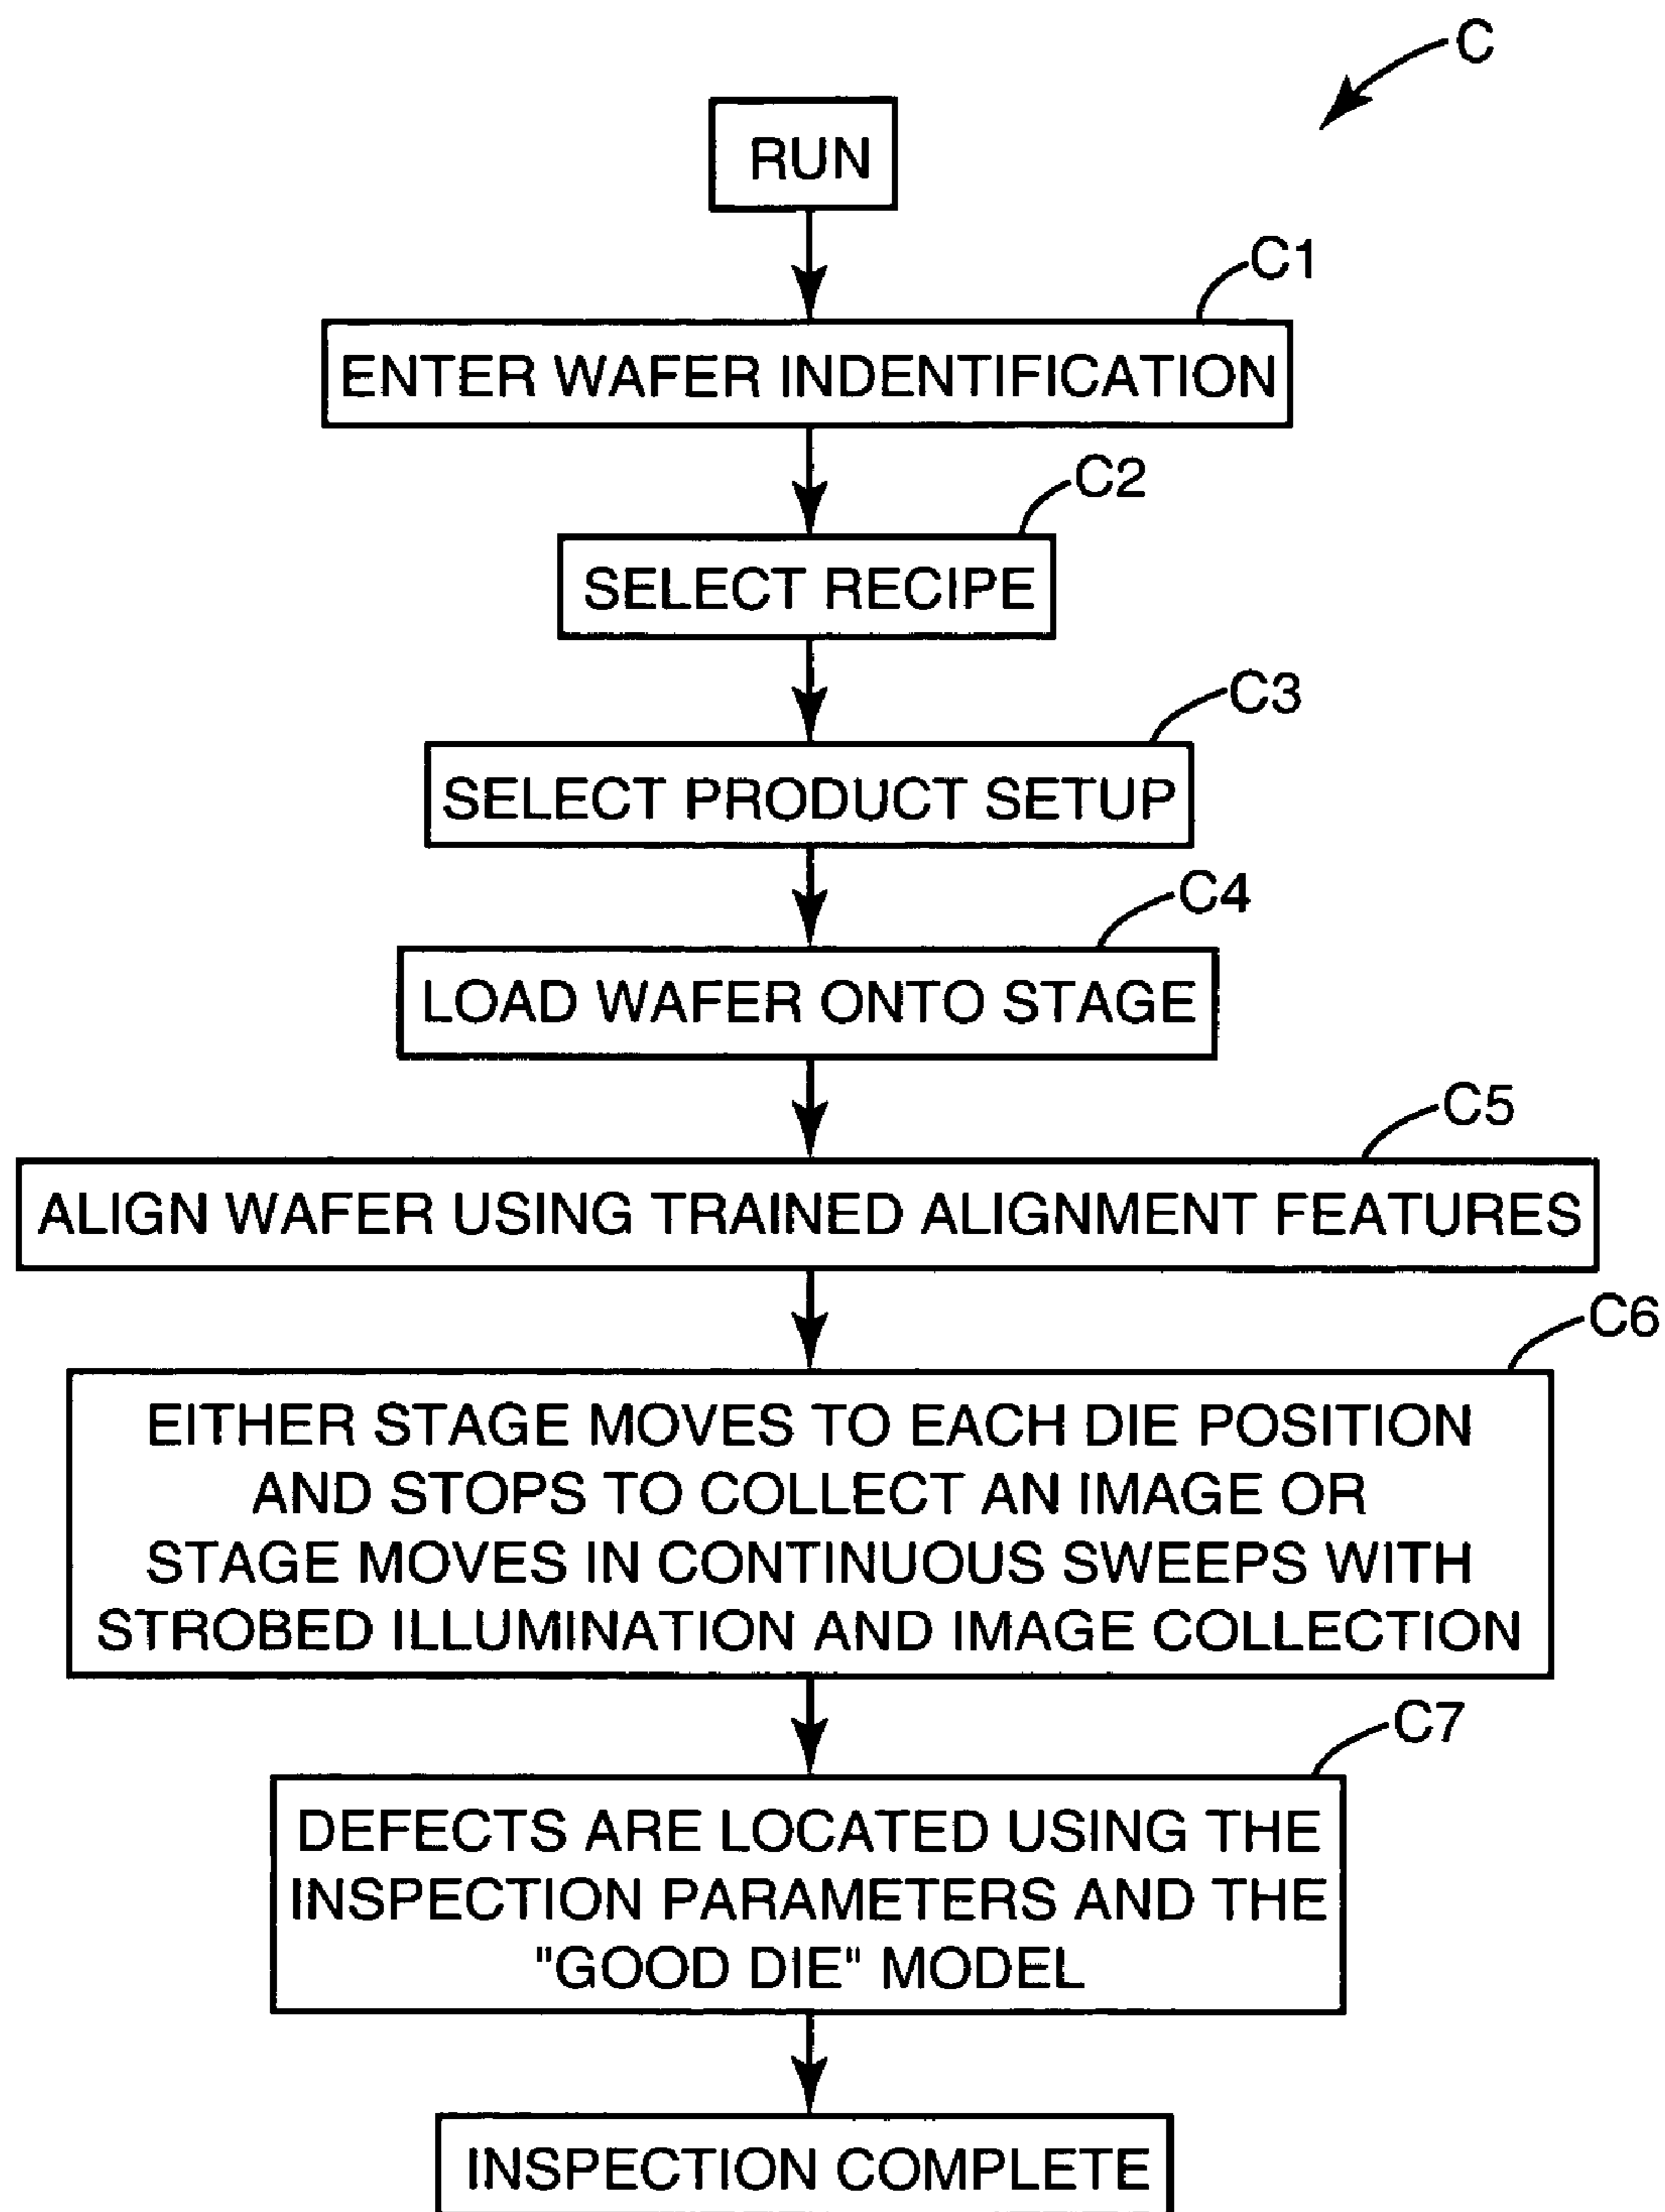 C
RUN
C1
ENTER WAFER INDENTIFICATION
C2
SELECT RECIPE
C3
SELECT PRODUCT SETUP
C4
LOAD WAFER ONTO STAGE
C5
ALIGN WAFER USING TRAINED ALIGNMENT FEATURES
C6
EITHER STAGE MOVES TO EACH DIE POSITION
AND STOPS TO COLLECT AN IMAGE OR
STAGE MOVES IN CONTINUOUS SWEEPS WITH
STROBED ILLUMINATION AND IMAGE COLLECTION
C7
DEFECTS ARE LOCATED USING THE
INSPECTION PARAMETERS AND THE
"GOOD DIE" MODEL
INSPECTION COMPLETE